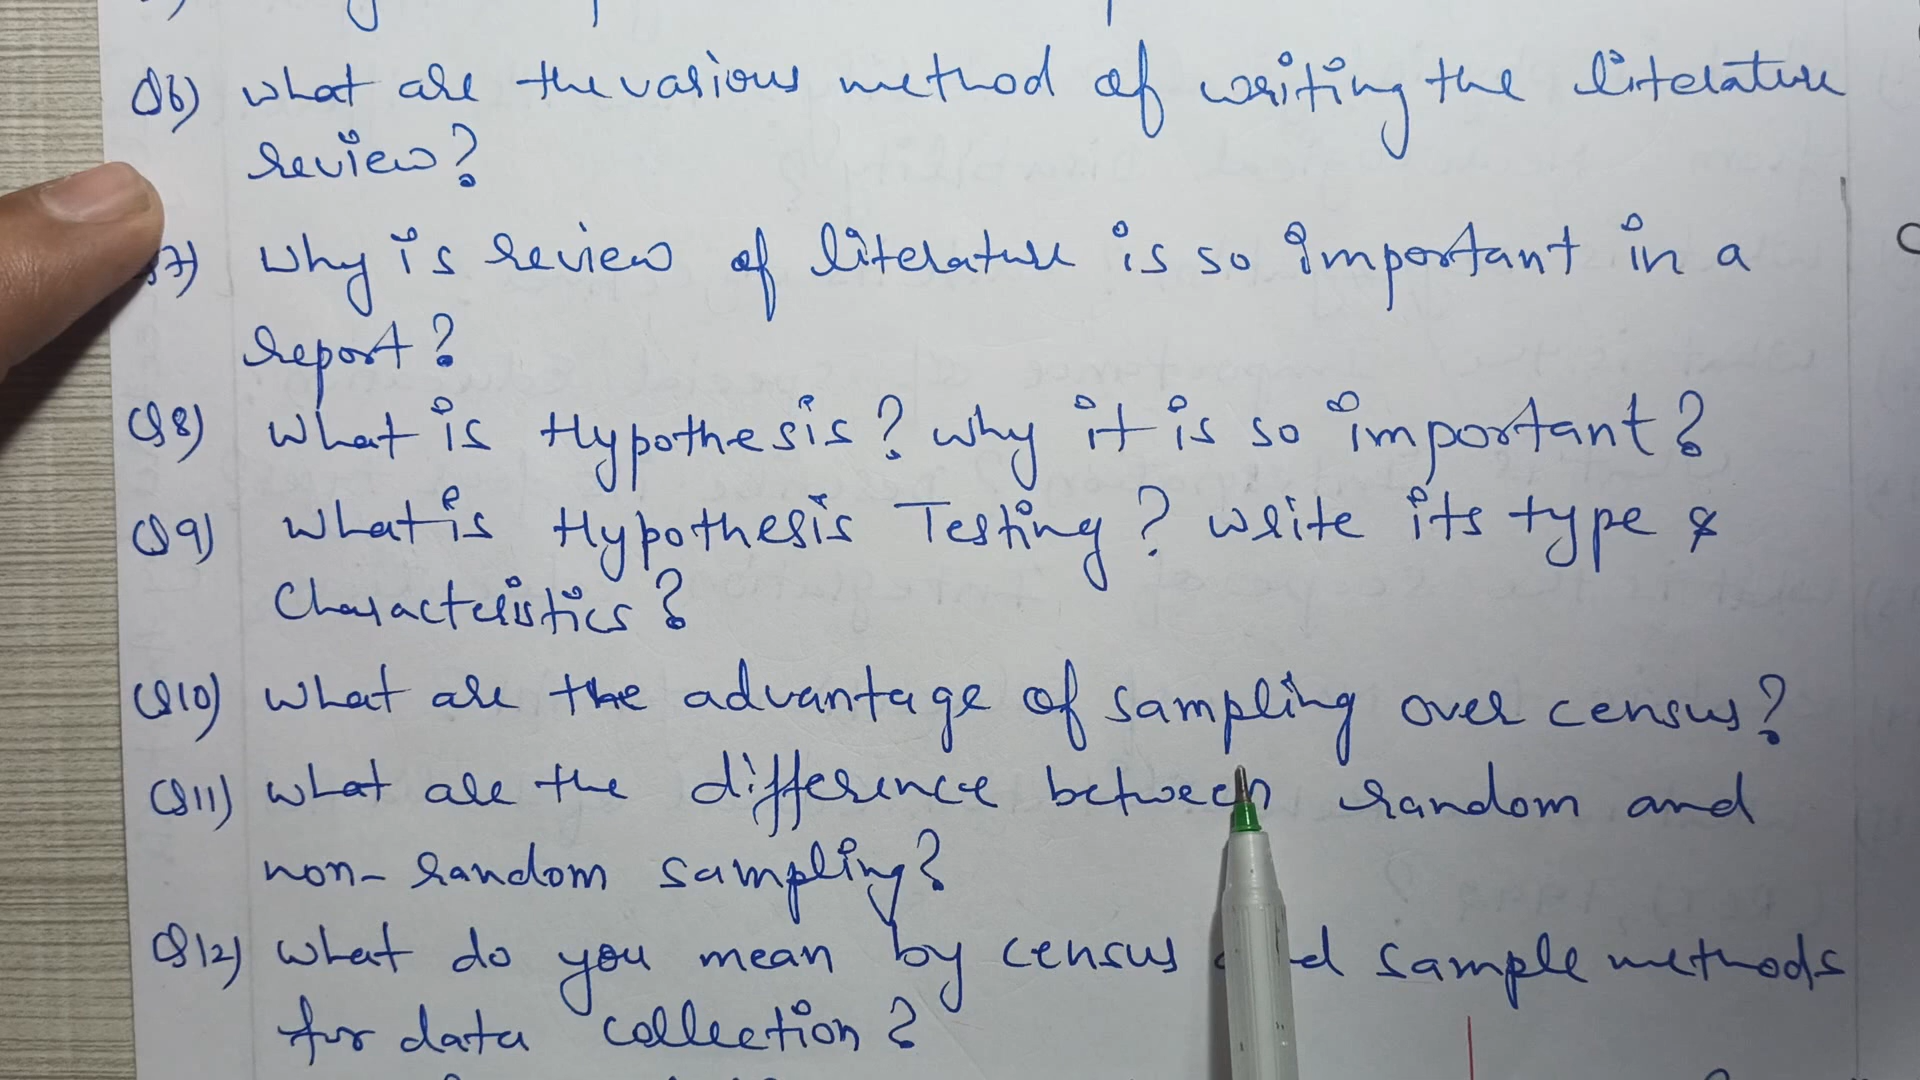 Q6) what are the various method of writing the literature
review?
7) Why is review of literature is so important in a
report?
Q8) What is Hypothesis? why it is so important?
Q9) What is Hypothesis Testing? write its type &
Characteristics?
Q10) What are the advantage of sampling over census?
Q11) what are the difference between random and
non-random sampling?
Q12) what do you mean by census and sample methods
for data collection?